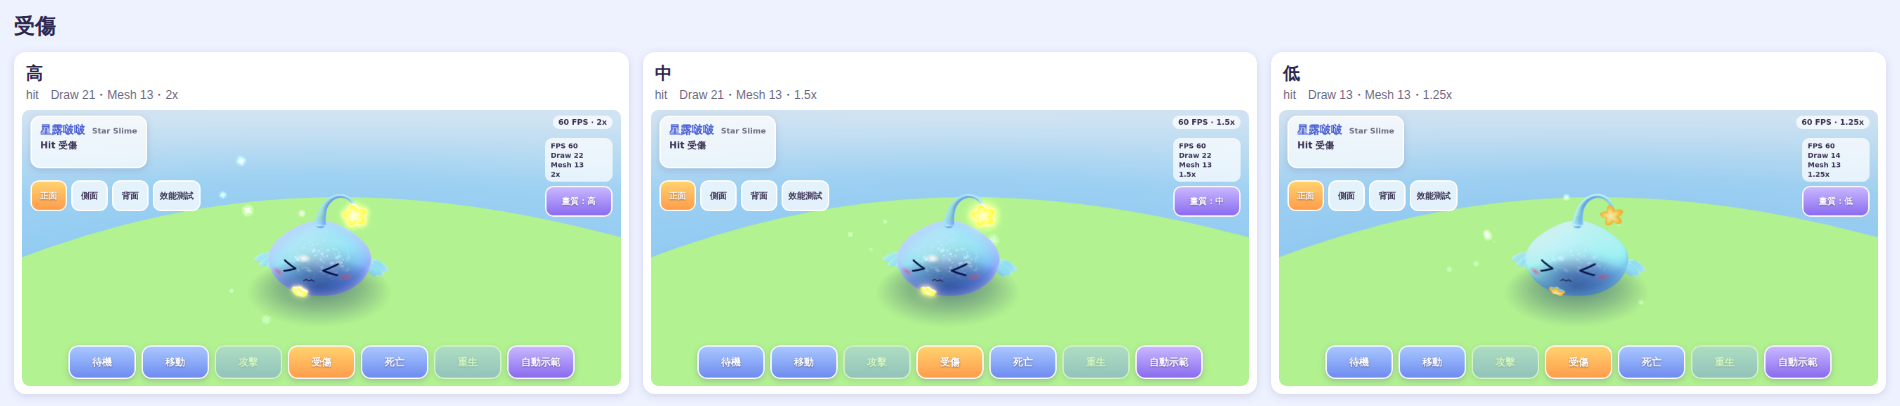 受傷
高
hit Draw 21・Mesh 13・2x
星露啵啵 Star Slime
Hit 受傷
60 FPS · 2x
FPS 60
Draw 22
Mesh 13
2x
正面 側面 背面 效能測試
畫質：高
待機 移動 攻擊 受傷 死亡 重生 自動示範
中
hit Draw 21・Mesh 13・1.5x
星露啵啵 Star Slime
Hit 受傷
60 FPS · 1.5x
FPS 60
Draw 22
Mesh 13
1.5x
正面 側面 背面 效能測試
畫質：中
待機 移動 攻擊 受傷 死亡 重生 自動示範
低
hit Draw 13・Mesh 13・1.25x
星露啵啵 Star Slime
Hit 受傷
60 FPS · 1.25x
FPS 60
Draw 14
Mesh 13
1.25x
正面 側面 背面 效能測試
畫質：低
待機 移動 攻擊 受傷 死亡 重生 自動示範